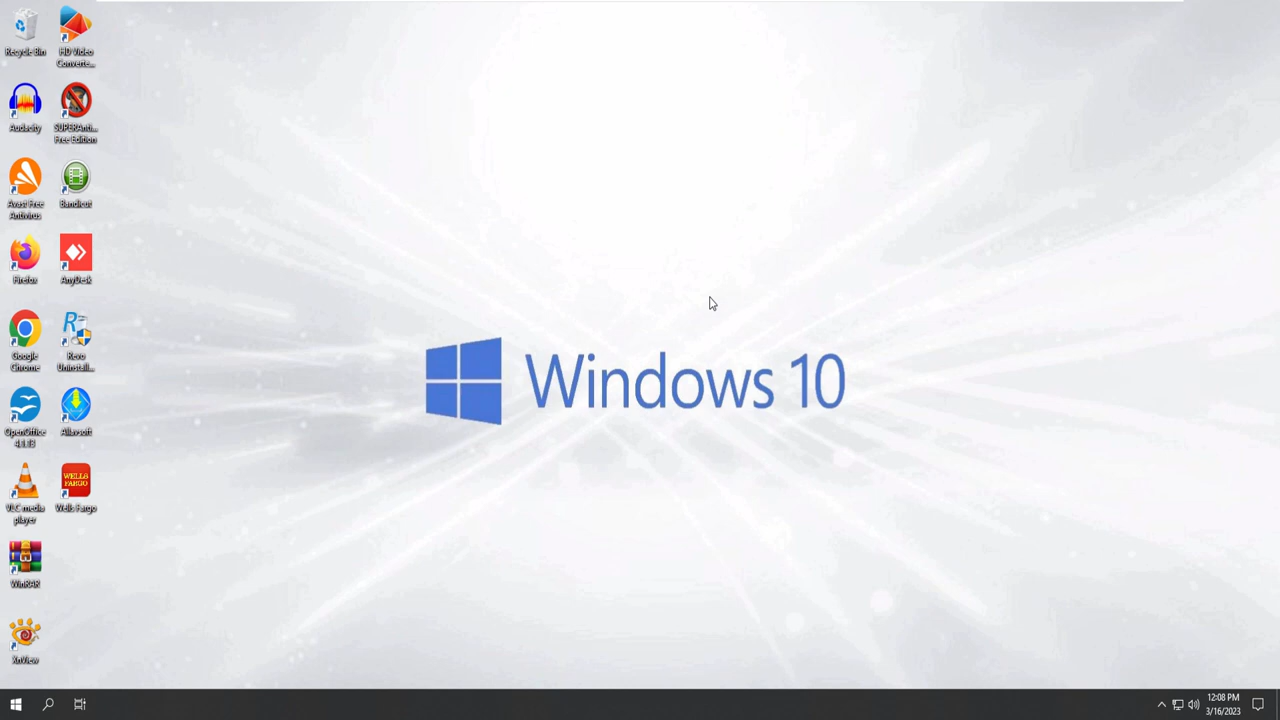 Recycle Bin
HD Video
Converte...
Audacity
SUPERAnti...
Free Edition
Avast Free
Antivirus
Bandicut
Firefox
AnyDesk
Google
Chrome
Revo
Uninstall...
OpenOffice
4.1.13
Allavsoft
VLC media
player
WELLS
FARGO
Wells Fargo
WinRAR
XnView
Windows 10
12:08 PM
3/16/2023